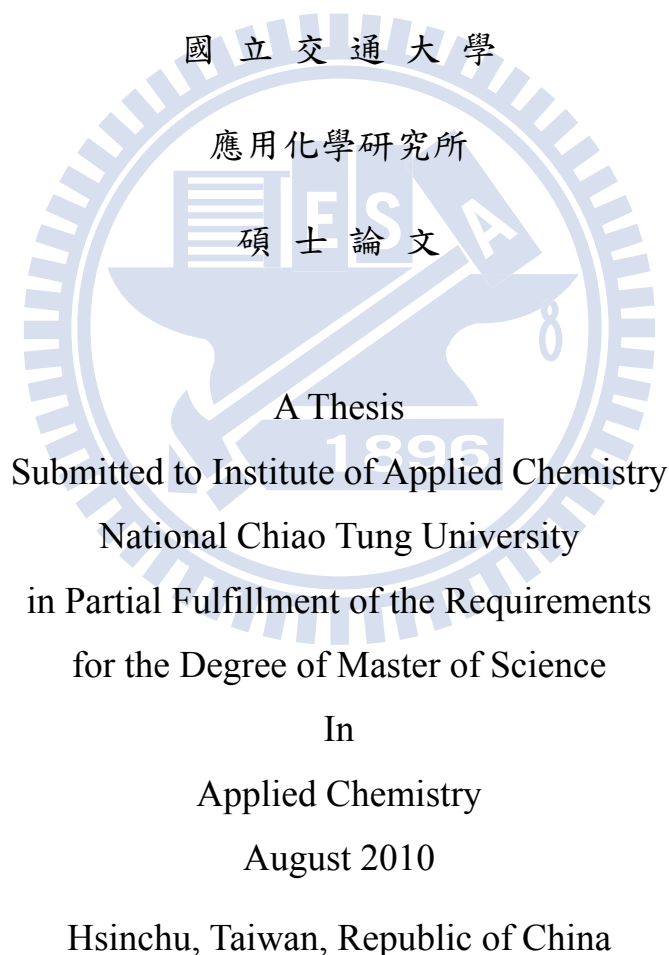 國 立 交 通 大 學
應用化學研究所
碩 士 論 文
E S A
1896
A Thesis
Submitted to Institute of Applied Chemistry
National Chiao Tung University
in Partial Fulfillment of the Requirements
for the Degree of Master of Science
In
Applied Chemistry
August 2010
Hsinchu, Taiwan, Republic of China